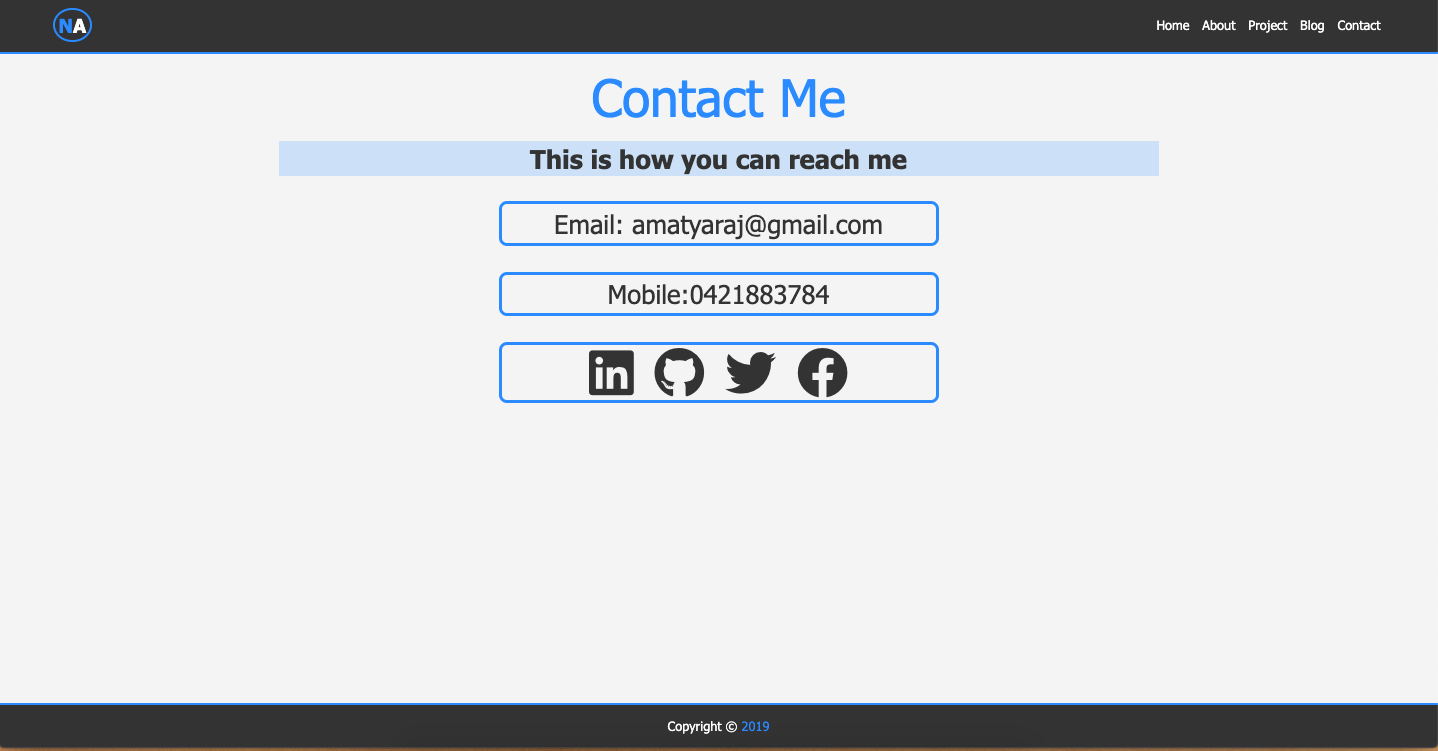 NA
Home About Project Blog Contact
Contact Me
This is how you can reach me
Email: amatyaraj@gmail.com
Mobile:0421883784
in
Copyright © 2019